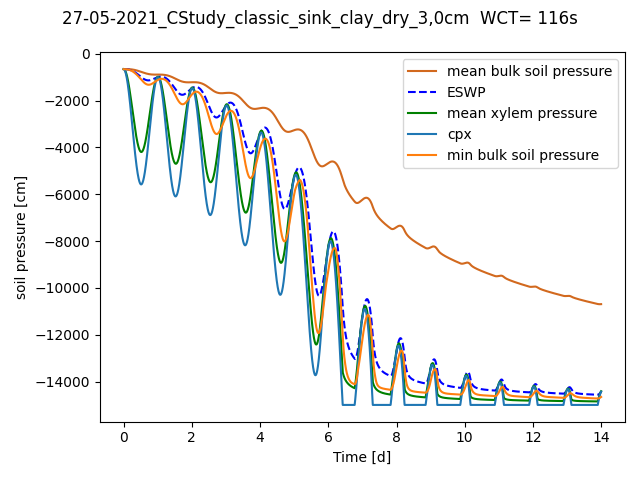 27-05-2021_CStudy_classic_sink_clay_dry_3,0cm  WCT= 116s
mean bulk soil pressure
ESWP
mean xylem pressure
cpx
min bulk soil pressure
soil pressure [cm]
0
−2000
−4000
−6000
−8000
−10000
−12000
−14000
0 2 4 6 8 10 12 14
Time [d]